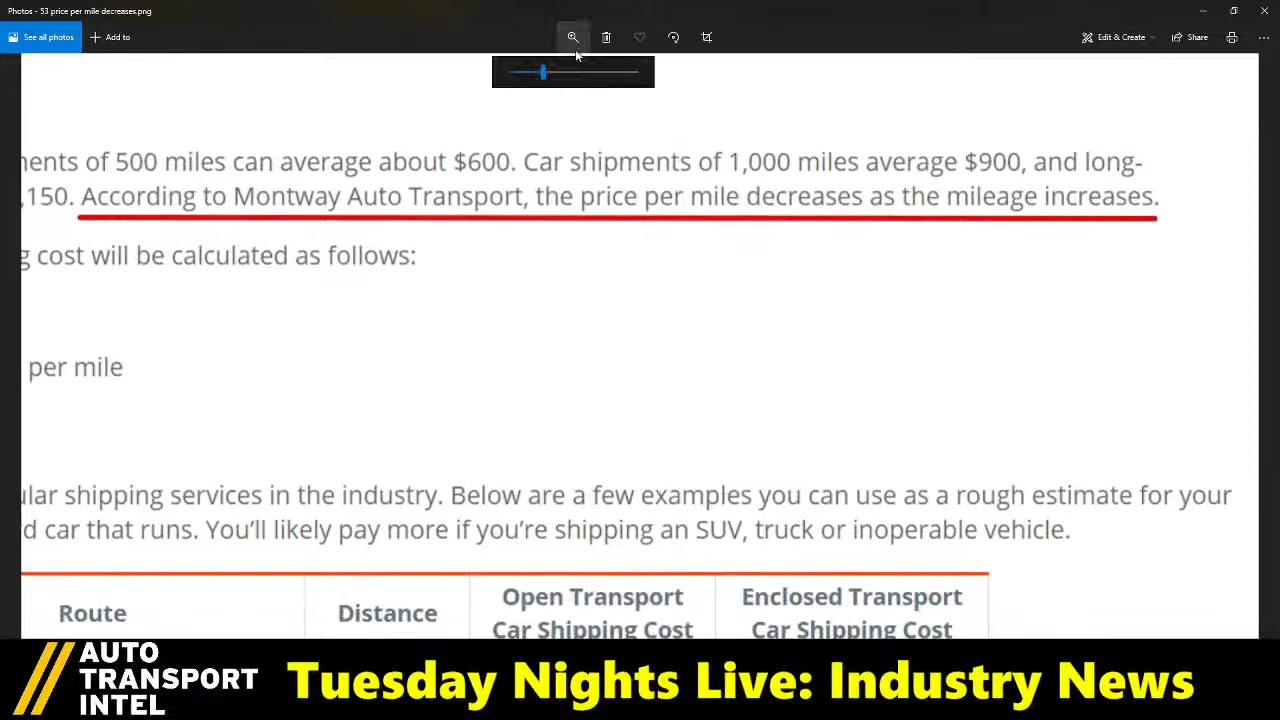 Photos - 53 price per mile decreases.png
See all photos
Add to
Edit & Create
Share
of 500 miles can average about $600. Car shipments of 1,000 miles average $900, and long-
,150. According to Montway Auto Transport, the price per mile decreases as the mileage increases.
cost will be calculated as follows:
per mile
shipping services in the industry. Below are a few examples you can use as a rough estimate for your
car that runs. You'll likely pay more if you're shipping an SUV, truck or inoperable vehicle.
Route
Distance
Open Transport
Car Shipping Cost
Enclosed Transport
Car Shipping Cost
AUTO
TRANSPORT
INTEL
Tuesday Nights Live: Industry News